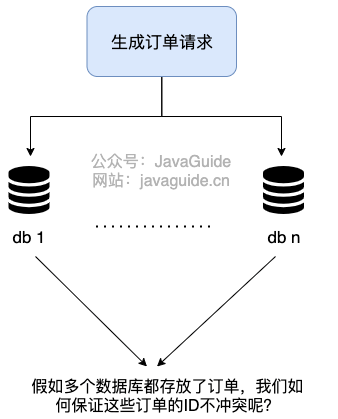 生成订单请求
公众号：JavaGuide
网站：javaguide.cn
db 1
db n
假如多个数据库都存放了订单，我们如
何保证这些订单的ID不冲突呢？